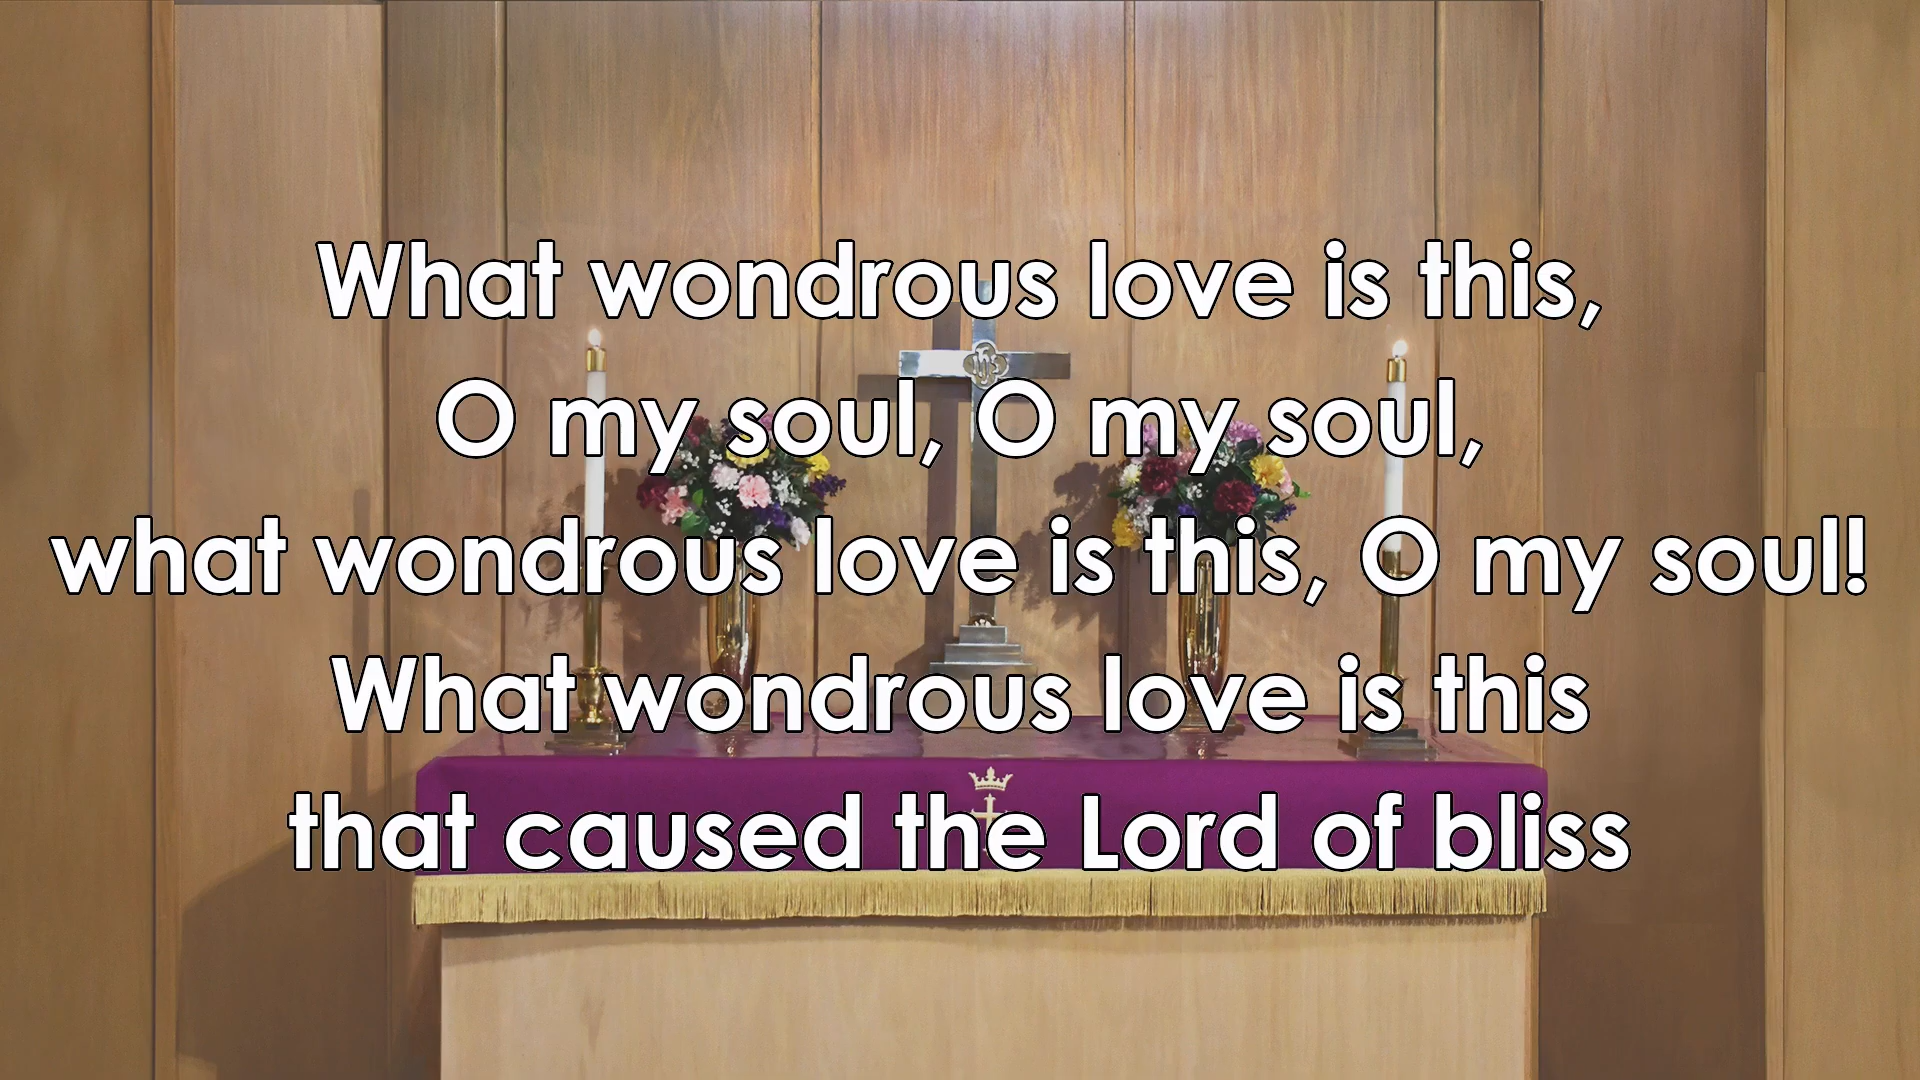 What wondrous love is this,
O my soul, O my soul,
what wondrous love is this, O my soul!
What wondrous love is this
that caused the Lord of bliss